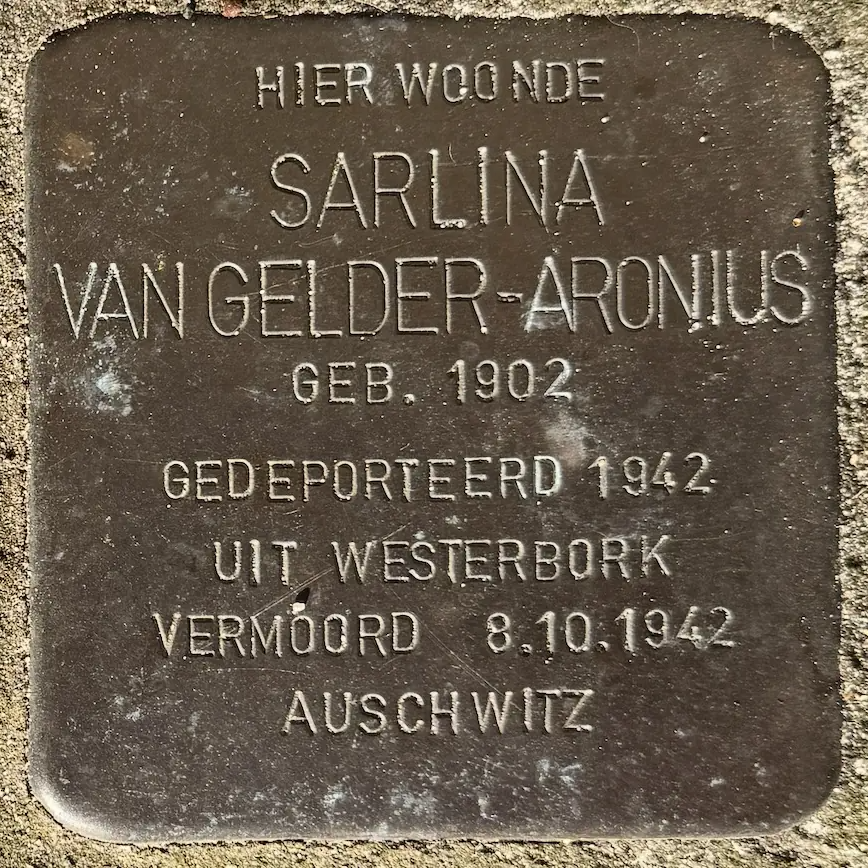 HIER WOONDE
SARLINA
VAN GELDER-ARONIUS
GEB. 1902
GEDEPORTEERD 1942
UIT WESTERBORK
VERMOORD 8.10.1942
AUSCHWITZ